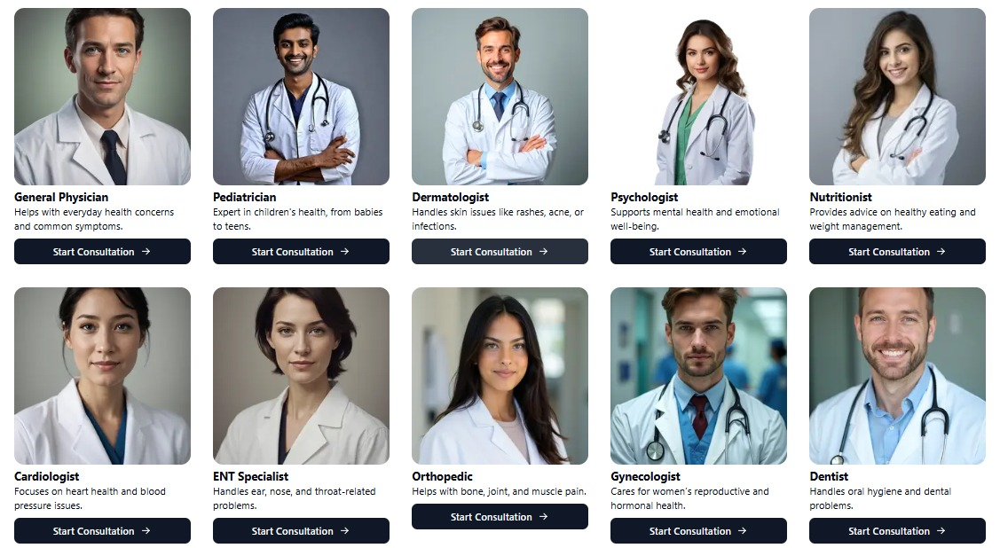 General Physician
Helps with everyday health concerns
and common symptoms.
Start Consultation →
Pediatrician
Expert in children's health, from babies
to teens.
Start Consultation →
Dermatologist
Handles skin issues like rashes, acne, or
infections.
Start Consultation →
Psychologist
Supports mental health and emotional
well-being.
Start Consultation →
Nutritionist
Provides advice on healthy eating and
weight management.
Start Consultation →
Cardiologist
Focuses on heart health and blood
pressure issues.
Start Consultation →
ENT Specialist
Handles ear, nose, and throat-related
problems.
Start Consultation →
Orthopedic
Helps with bone, joint, and muscle pain.
Start Consultation →
Gynecologist
Cares for women's reproductive and
hormonal health.
Start Consultation →
Dentist
Handles oral hygiene and dental
problems.
Start Consultation →